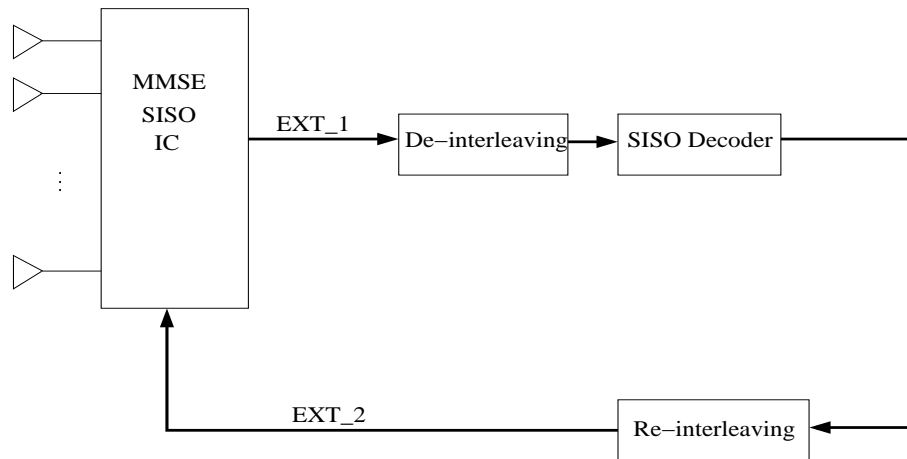 MMSE
SISO
IC
EXT_1
De−interleaving
SISO Decoder
...
EXT_2
Re−interleaving